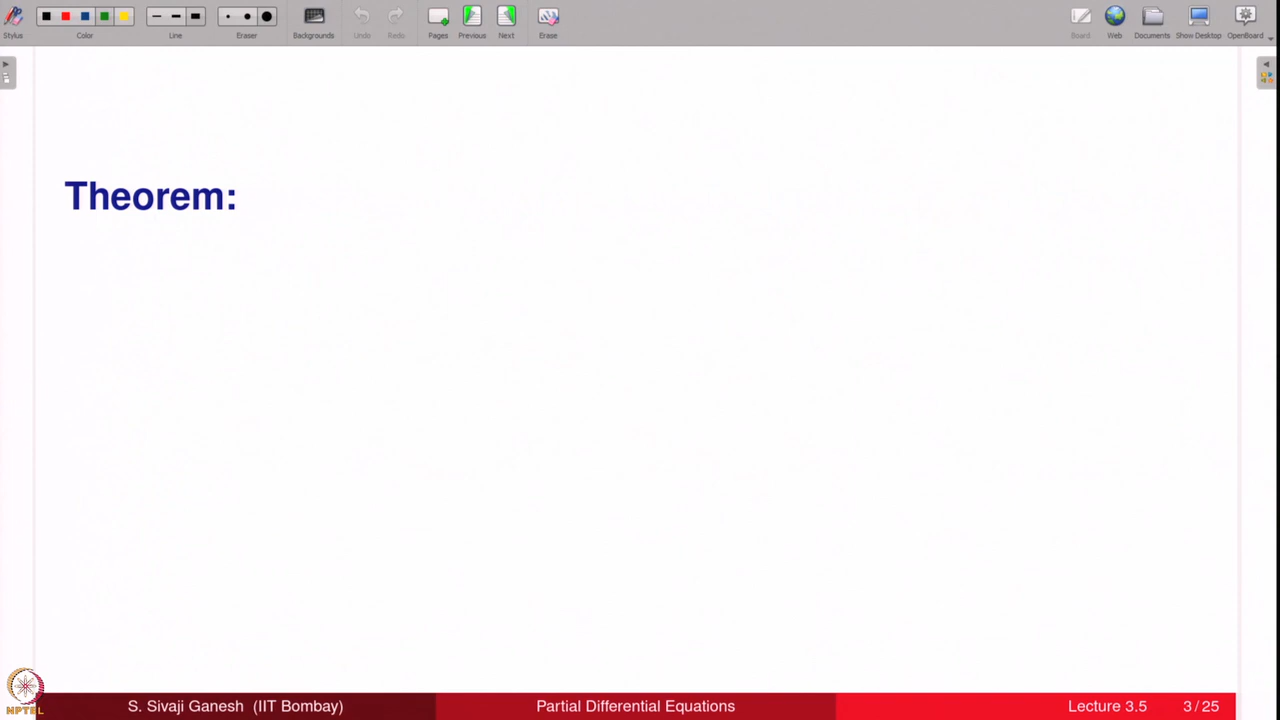 Stylus
Color
Line
Eraser
Backgrounds
Undo
Redo
Pages
Previous
Next
Erase
Board
Web
Documents
Show Desktop
OpenBoard
Theorem:
NPTEL
S. Sivaji Ganesh (IIT Bombay)
Partial Differential Equations
Lecture 3.5
3 / 25